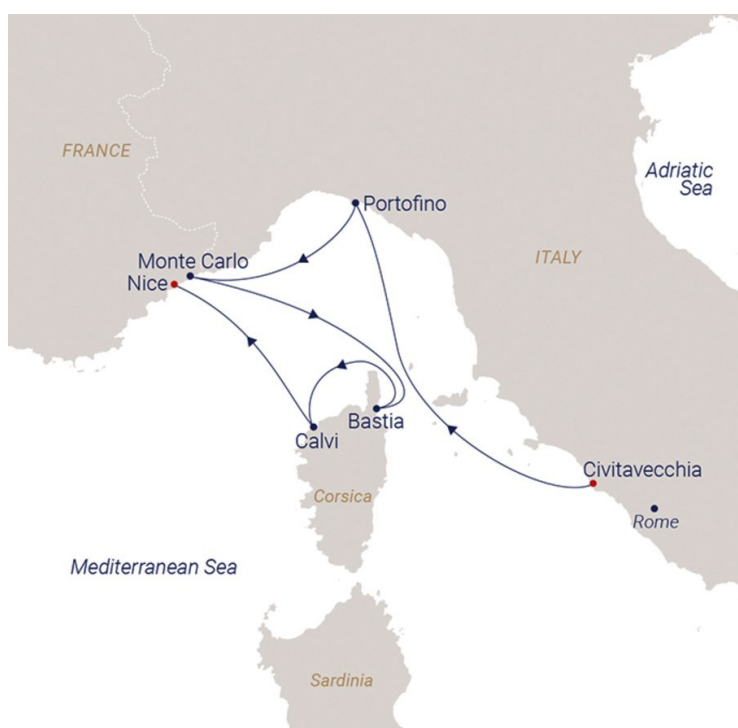 FRANCE
Adriatic
Sea
Portofino
ITALY
Monte Carlo
Nice
Bastia
Calvi
Civitavecchia
Corsica
Rome
Mediterranean Sea
Sardinia